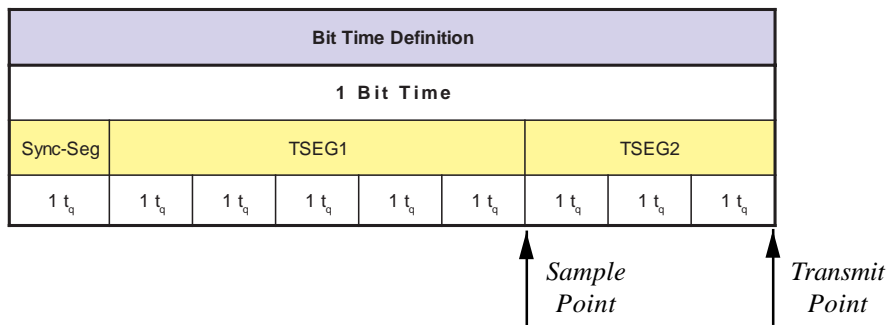 Bit Time Definition
1 Bit Time
Sync-Seg TSEG1 TSEG2
1 tq 1 tq 1 tq 1 tq 1 tq 1 tq 1 tq 1 tq 1 tq
Sample Transmit
Point Point